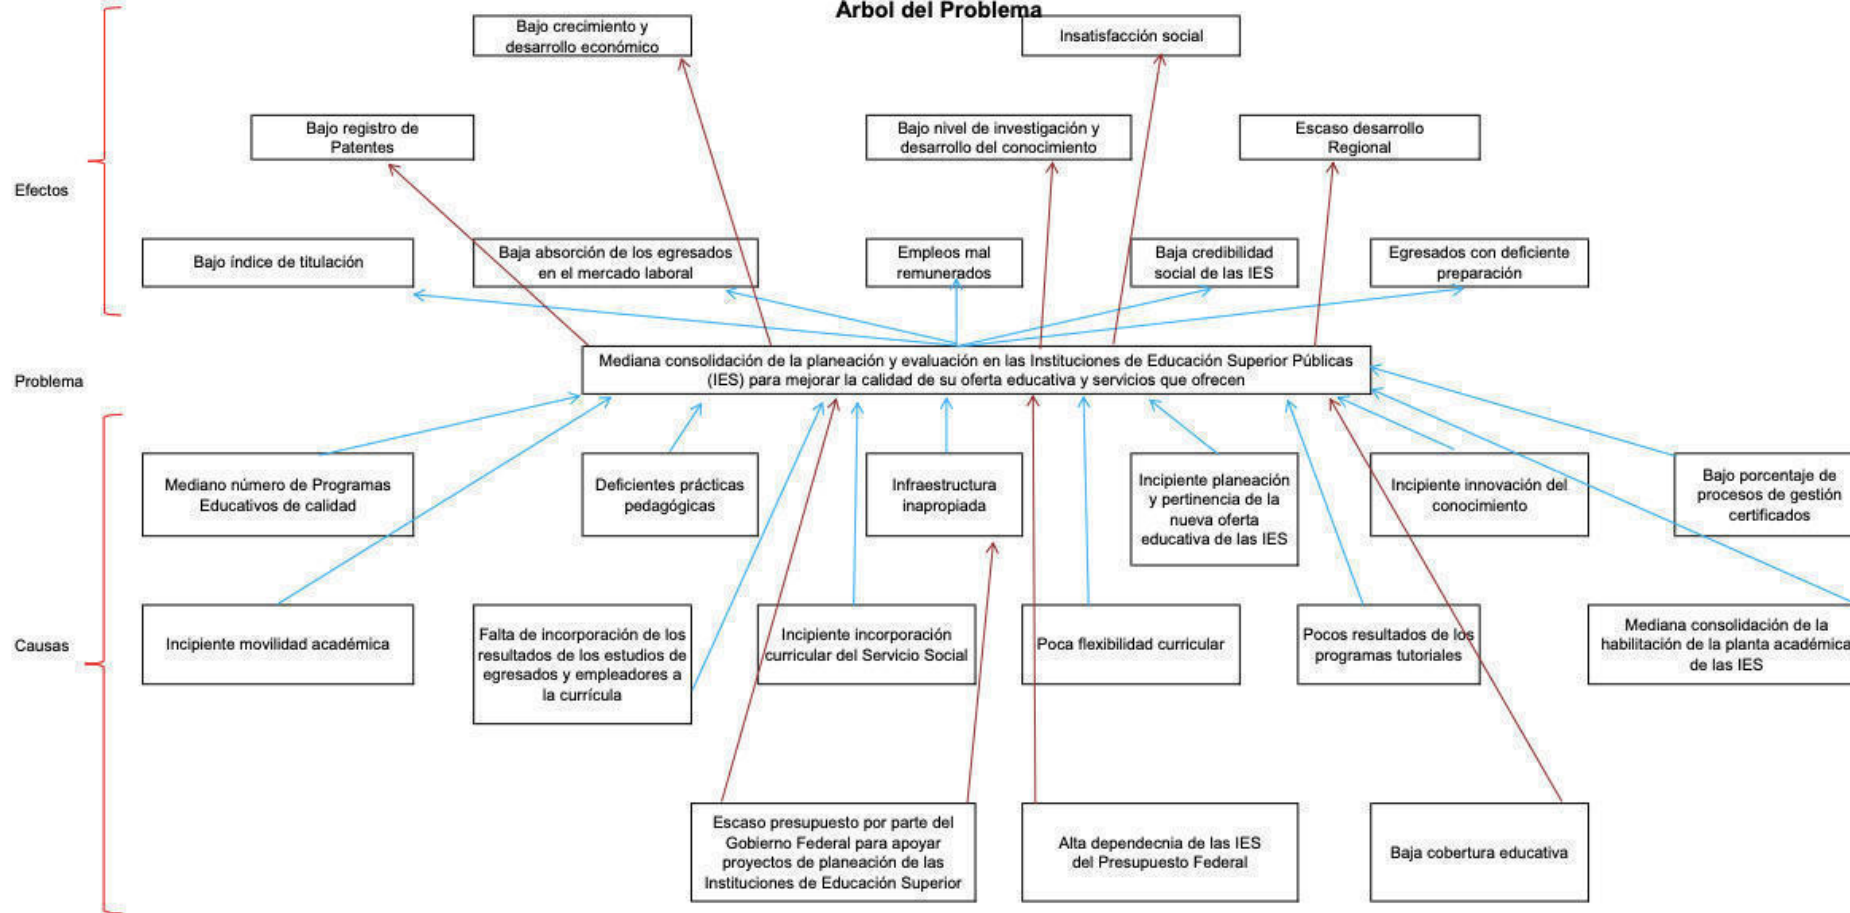 Arbol del Problema
Bajo crecimiento y
desarrollo económico
Insatisfacción social
Bajo registro de
Patentes
Bajo nivel de investigación y
desarrollo del conocimiento
Escaso desarrollo
Regional
Efectos
Bajo índice de titulación
Baja absorción de los egresados
en el mercado laboral
Empleos mal
remunerados
Baja credibilidad
social de las IES
Egresados con deficiente
preparación
Problema
Mediana consolidación de la planeación y evaluación en las Instituciones de Educación Superior Públicas
(IES) para mejorar la calidad de su oferta educativa y servicios que ofrecen
Mediano número de Programas
Educativos de calidad
Deficientes prácticas
pedagógicas
Infraestructura
inapropiada
Incipiente planeación
y pertinencia de la
nueva oferta
educativa de las IES
Incipiente innovación del
conocimiento
Bajo porcentaje de
procesos de gestión
certificados
Causas
Incipiente movilidad académica
Falta de incorporación de los
resultados de los estudios de
egresados y empleadores a
la currícula
Incipiente incorporación
curricular del Servicio Social
Poca flexibilidad curricular
Pocos resultados de los
programas tutoriales
Mediana consolidación de la
habilitación de la planta académica
de las IES
Escaso presupuesto por parte del
Gobierno Federal para apoyar
proyectos de planeación de las
Instituciones de Educación Superior
Alta dependecnia de las IES
del Presupuesto Federal
Baja cobertura educativa